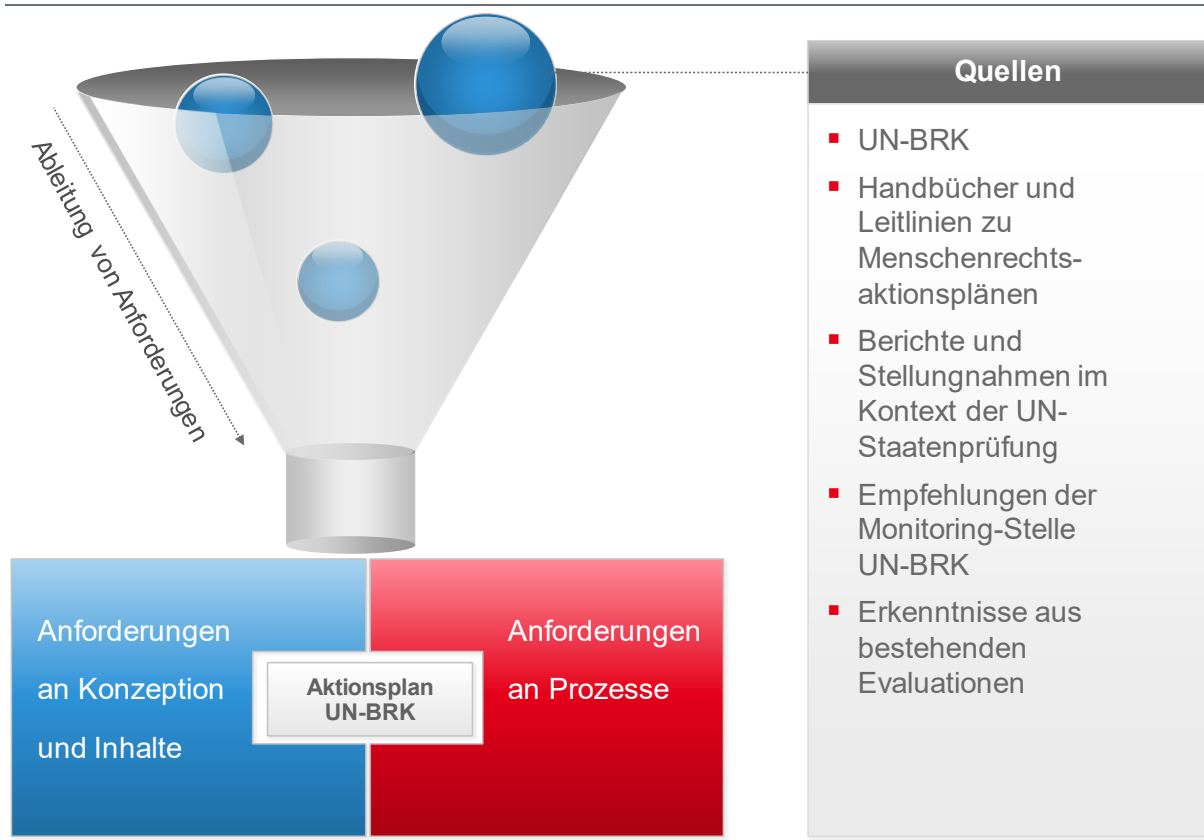 Ableitung von Anforderungen
Anforderungen
an Konzeption
und Inhalte
Aktionsplan
UN-BRK
Anforderungen
an Prozesse
Quellen
▪ UN-BRK
▪ Handbücher und
Leitlinien zu
Menschenrechts-
aktionsplänen
▪ Berichte und
Stellungnahmen im
Kontext der UN-
Staatenprüfung
▪ Empfehlungen der
Monitoring-Stelle
UN-BRK
▪ Erkenntnisse aus
bestehenden
Evaluationen